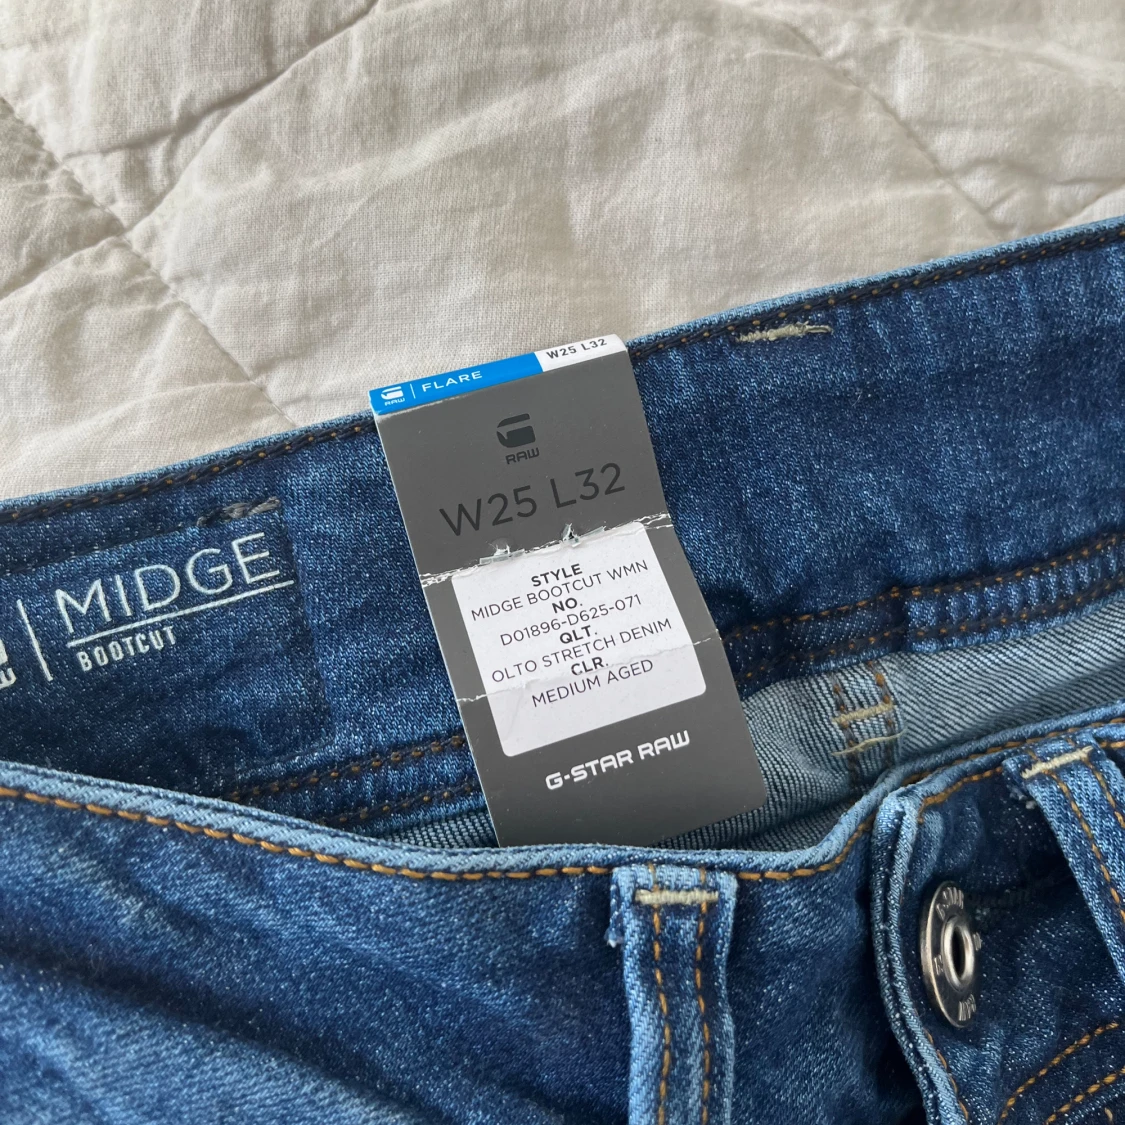 RAW
FLARE
W25 L32
RAW
W25 L32
STYLE
MIDGE BOOTCUT WMN
NO.
D01896-D625-071
QLT.
OLTO STRETCH DENIM
CLR.
MEDIUM AGED
G-STAR RAW
MIDGE
BOOTCUT